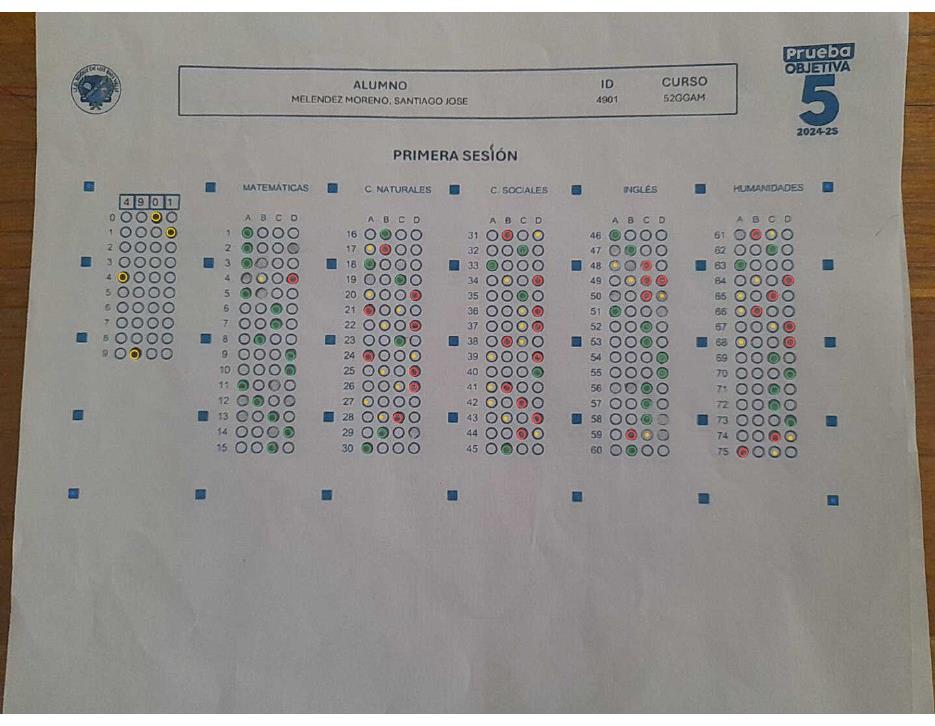 Prueba
OBJETIVA
5
2024-25
ALUMNO ID CURSO
MELENDEZ MORENO, SANTIAGO JOSE 4901 52GGAM
PRIMERA SESIÓN
MATEMÁTICAS C. NATURALES C. SOCIALES INGLÉS HUMANIDADES
4 9 0 1
A B C D A B C D A B C D A B C D A B C D
0
1
2
3
4
5
6
7
8
9
1 16 31 46 61
2 17 32 47 62
3 18 33 48 63
4 19 34 49 64
5 20 35 50 65
6 21 36 51 66
7 22 37 52 67
8 23 38 53 68
9 24 39 54 69
10 25 40 55 70
11 26 41 56 71
12 27 42 57 72
13 28 43 58 73
14 29 44 59 74
15 30 45 60 75